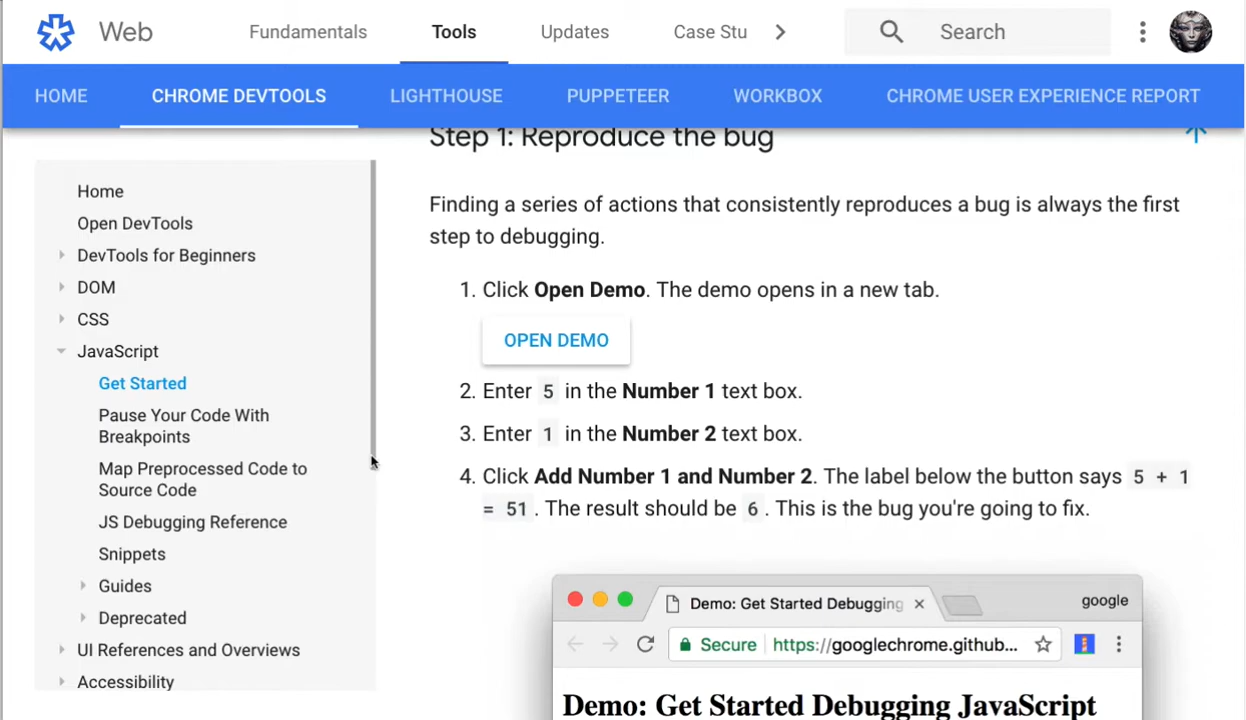 Web Fundamentals Tools Updates Case Stu Search
HOME CHROME DEVTOOLS LIGHTHOUSE PUPPETEER WORKBOX CHROME USER EXPERIENCE REPORT
Home
Open DevTools
DevTools for Beginners
DOM
CSS
JavaScript
Get Started
Pause Your Code With
Breakpoints
Map Preprocessed Code to
Source Code
JS Debugging Reference
Snippets
Guides
Deprecated
UI References and Overviews
Accessibility
Step 1: Reproduce the bug
Finding a series of actions that consistently reproduces a bug is always the first
step to debugging.
1. Click Open Demo. The demo opens in a new tab.
OPEN DEMO
2. Enter 5 in the Number 1 text box.
3. Enter 1 in the Number 2 text box.
4. Click Add Number 1 and Number 2. The label below the button says 5 + 1
= 51. The result should be 6. This is the bug you're going to fix.
Demo: Get Started Debugging google
Secure https://googlechrome.github...
Demo: Get Started Debugging JavaScript